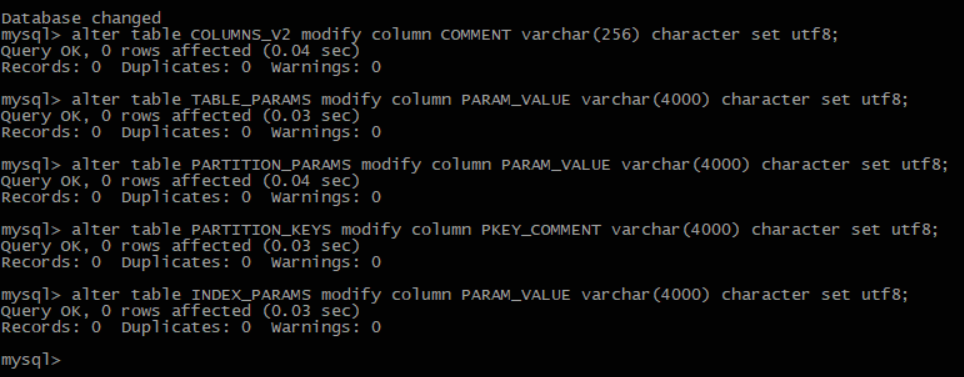 Database changed
mysql> alter table COLUMNS_V2 modify column COMMENT varchar(256) character set utf8;
Query OK, 0 rows affected (0.04 sec)
Records: 0  Duplicates: 0  Warnings: 0
mysql> alter table TABLE_PARAMS modify column PARAM_VALUE varchar(4000) character set utf8;
Query OK, 0 rows affected (0.03 sec)
Records: 0  Duplicates: 0  Warnings: 0
mysql> alter table PARTITION_PARAMS modify column PARAM_VALUE varchar(4000) character set utf8;
Query OK, 0 rows affected (0.04 sec)
Records: 0  Duplicates: 0  Warnings: 0
mysql> alter table PARTITION_KEYS modify column PKEY_COMMENT varchar(4000) character set utf8;
Query OK, 0 rows affected (0.03 sec)
Records: 0  Duplicates: 0  Warnings: 0
mysql> alter table INDEX_PARAMS modify column PARAM_VALUE varchar(4000) character set utf8;
Query OK, 0 rows affected (0.03 sec)
Records: 0  Duplicates: 0  Warnings: 0
mysql>